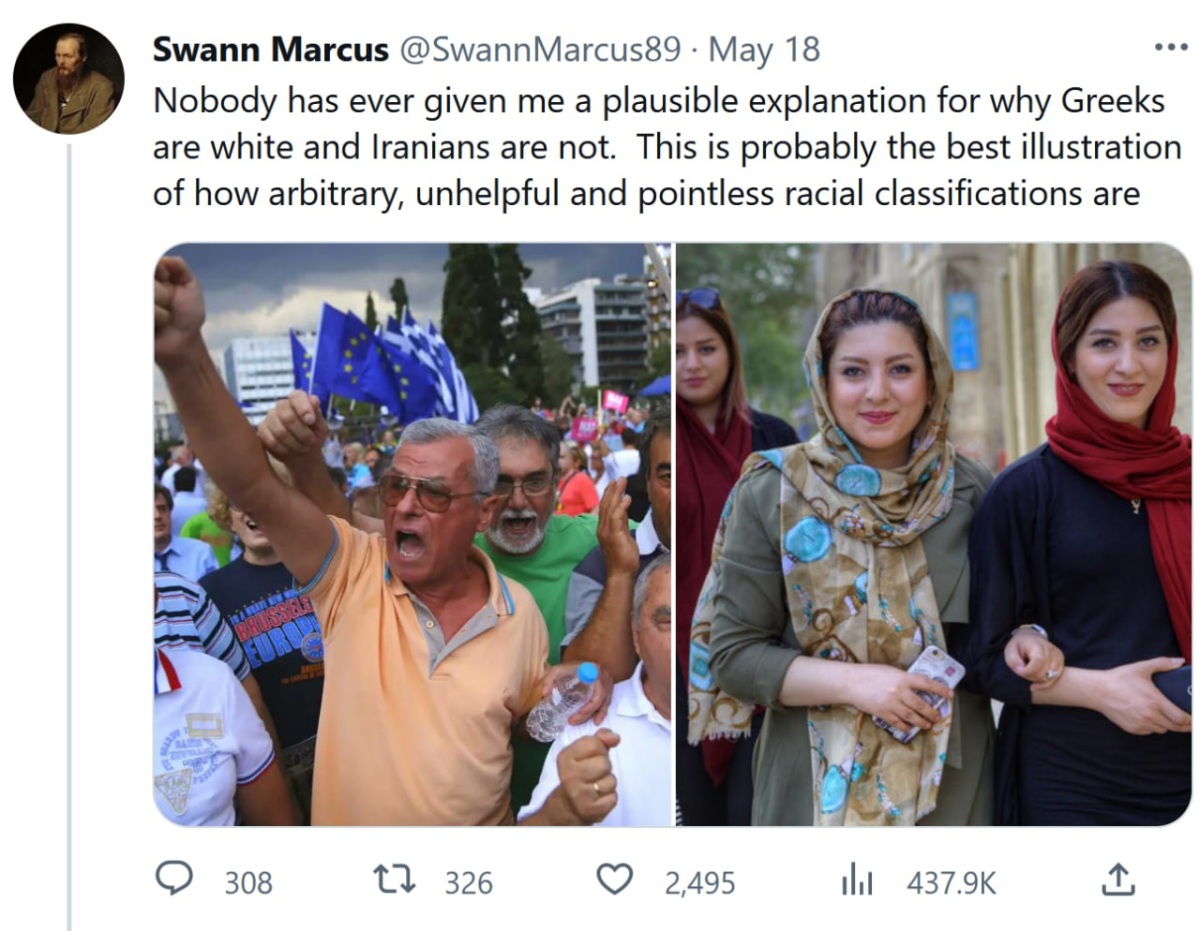 Swann Marcus @SwannMarcus89 · May 18
Nobody has ever given me a plausible explanation for why Greeks
are white and Iranians are not. This is probably the best illustration
of how arbitrary, unhelpful and pointless racial classifications are
BRUSSELS
EUROPE
308 326 2,495 437.9K